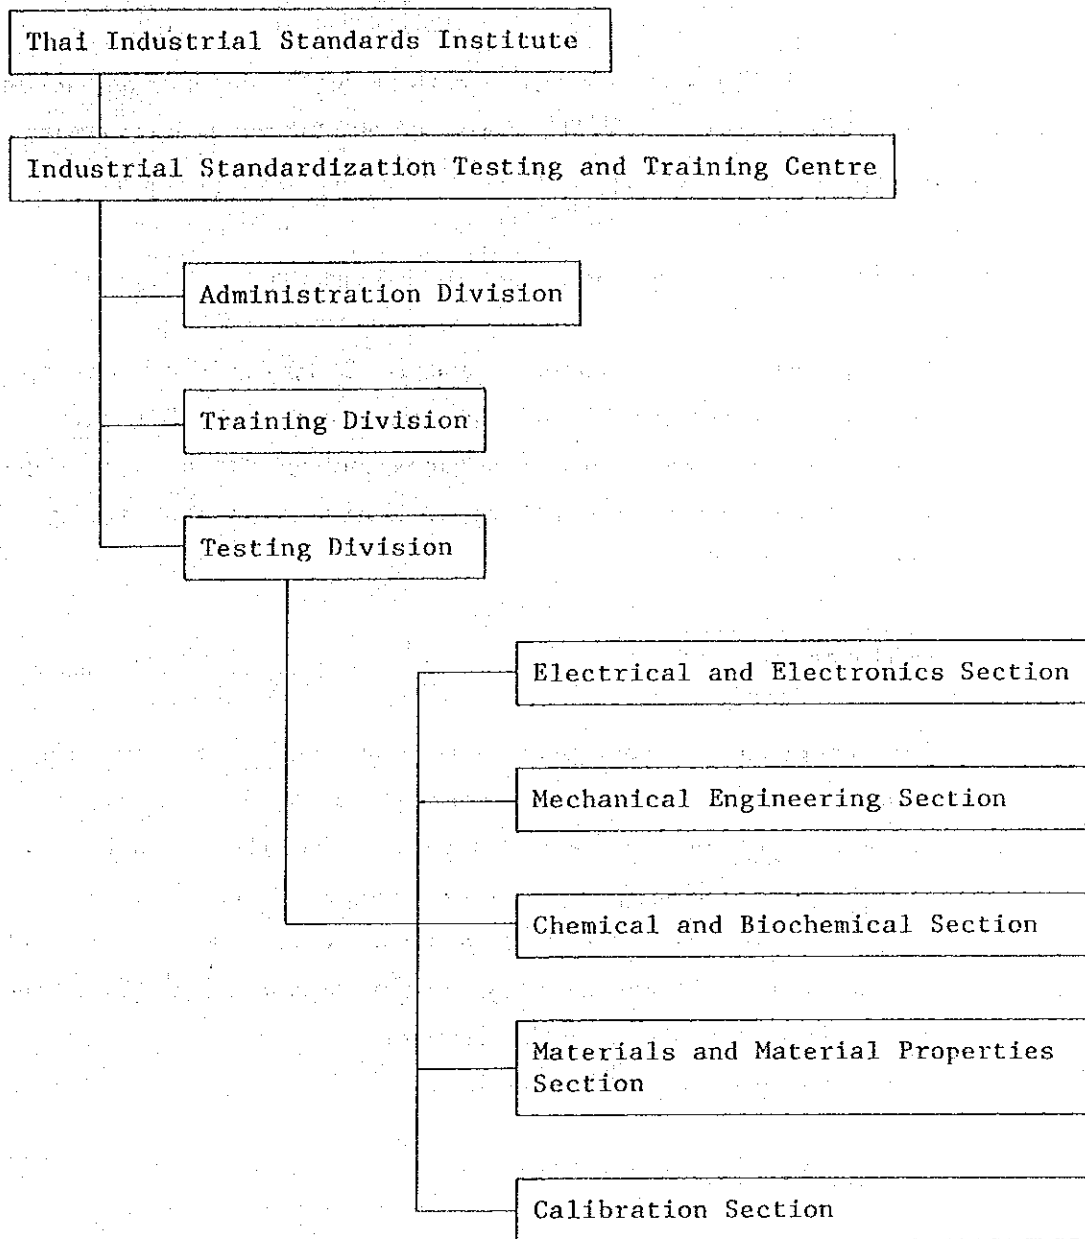 Thai Industrial Standards Institute
Industrial Standardization Testing and Training Centre
Administration Division
Training Division
Testing Division
Electrical and Electronics Section
Mechanical Engineering Section
Chemical and Biochemical Section
Materials and Material Properties
Section
Calibration Section